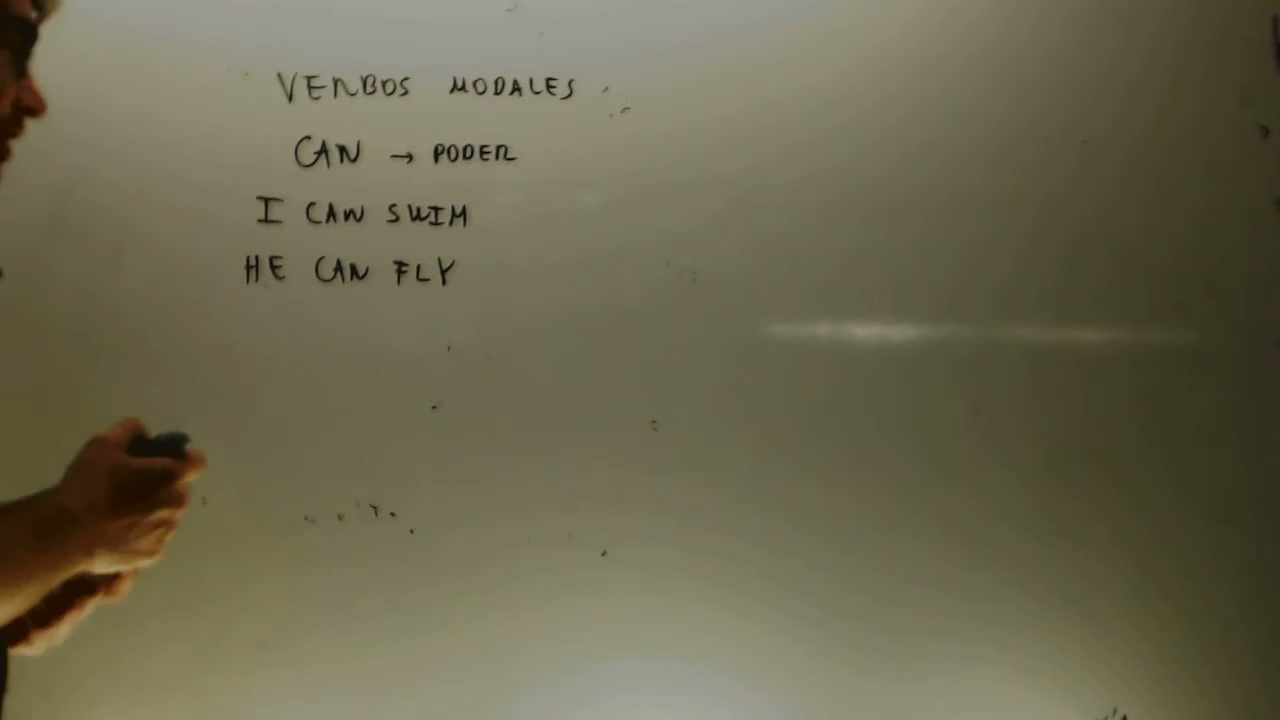 VERBOS MODALES
CAN → PODER
I CAN SWIM
HE CAN FLY